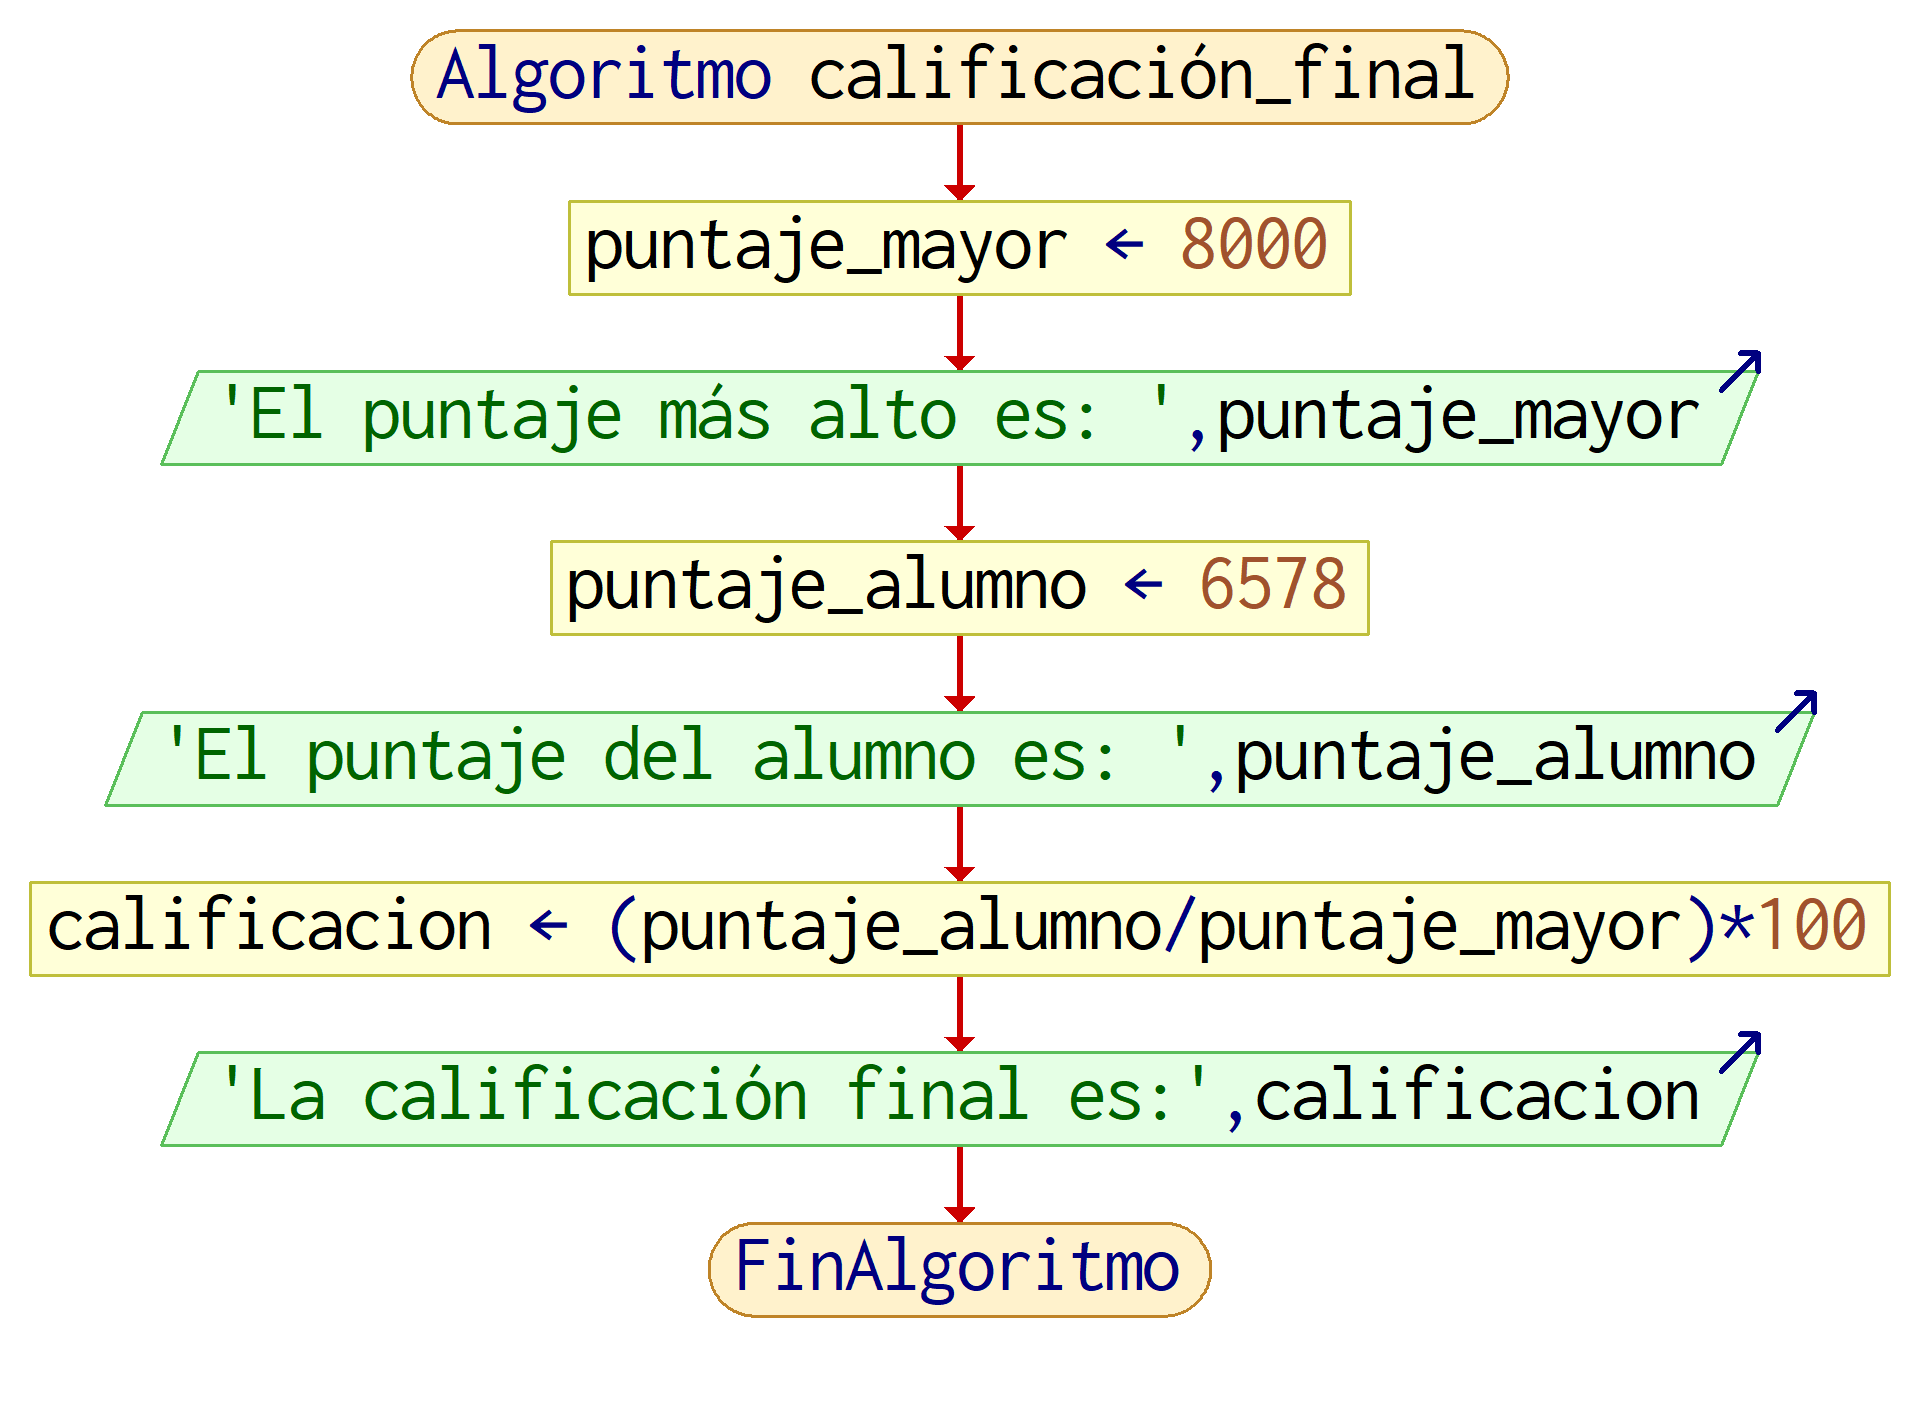 Algoritmo calificación_final
puntaje_mayor ← 8000
'El puntaje más alto es: ',puntaje_mayor
puntaje_alumno ← 6578
'El puntaje del alumno es: ',puntaje_alumno
calificacion ← (puntaje_alumno/puntaje_mayor)*100
'La calificación final es:',calificacion
FinAlgoritmo